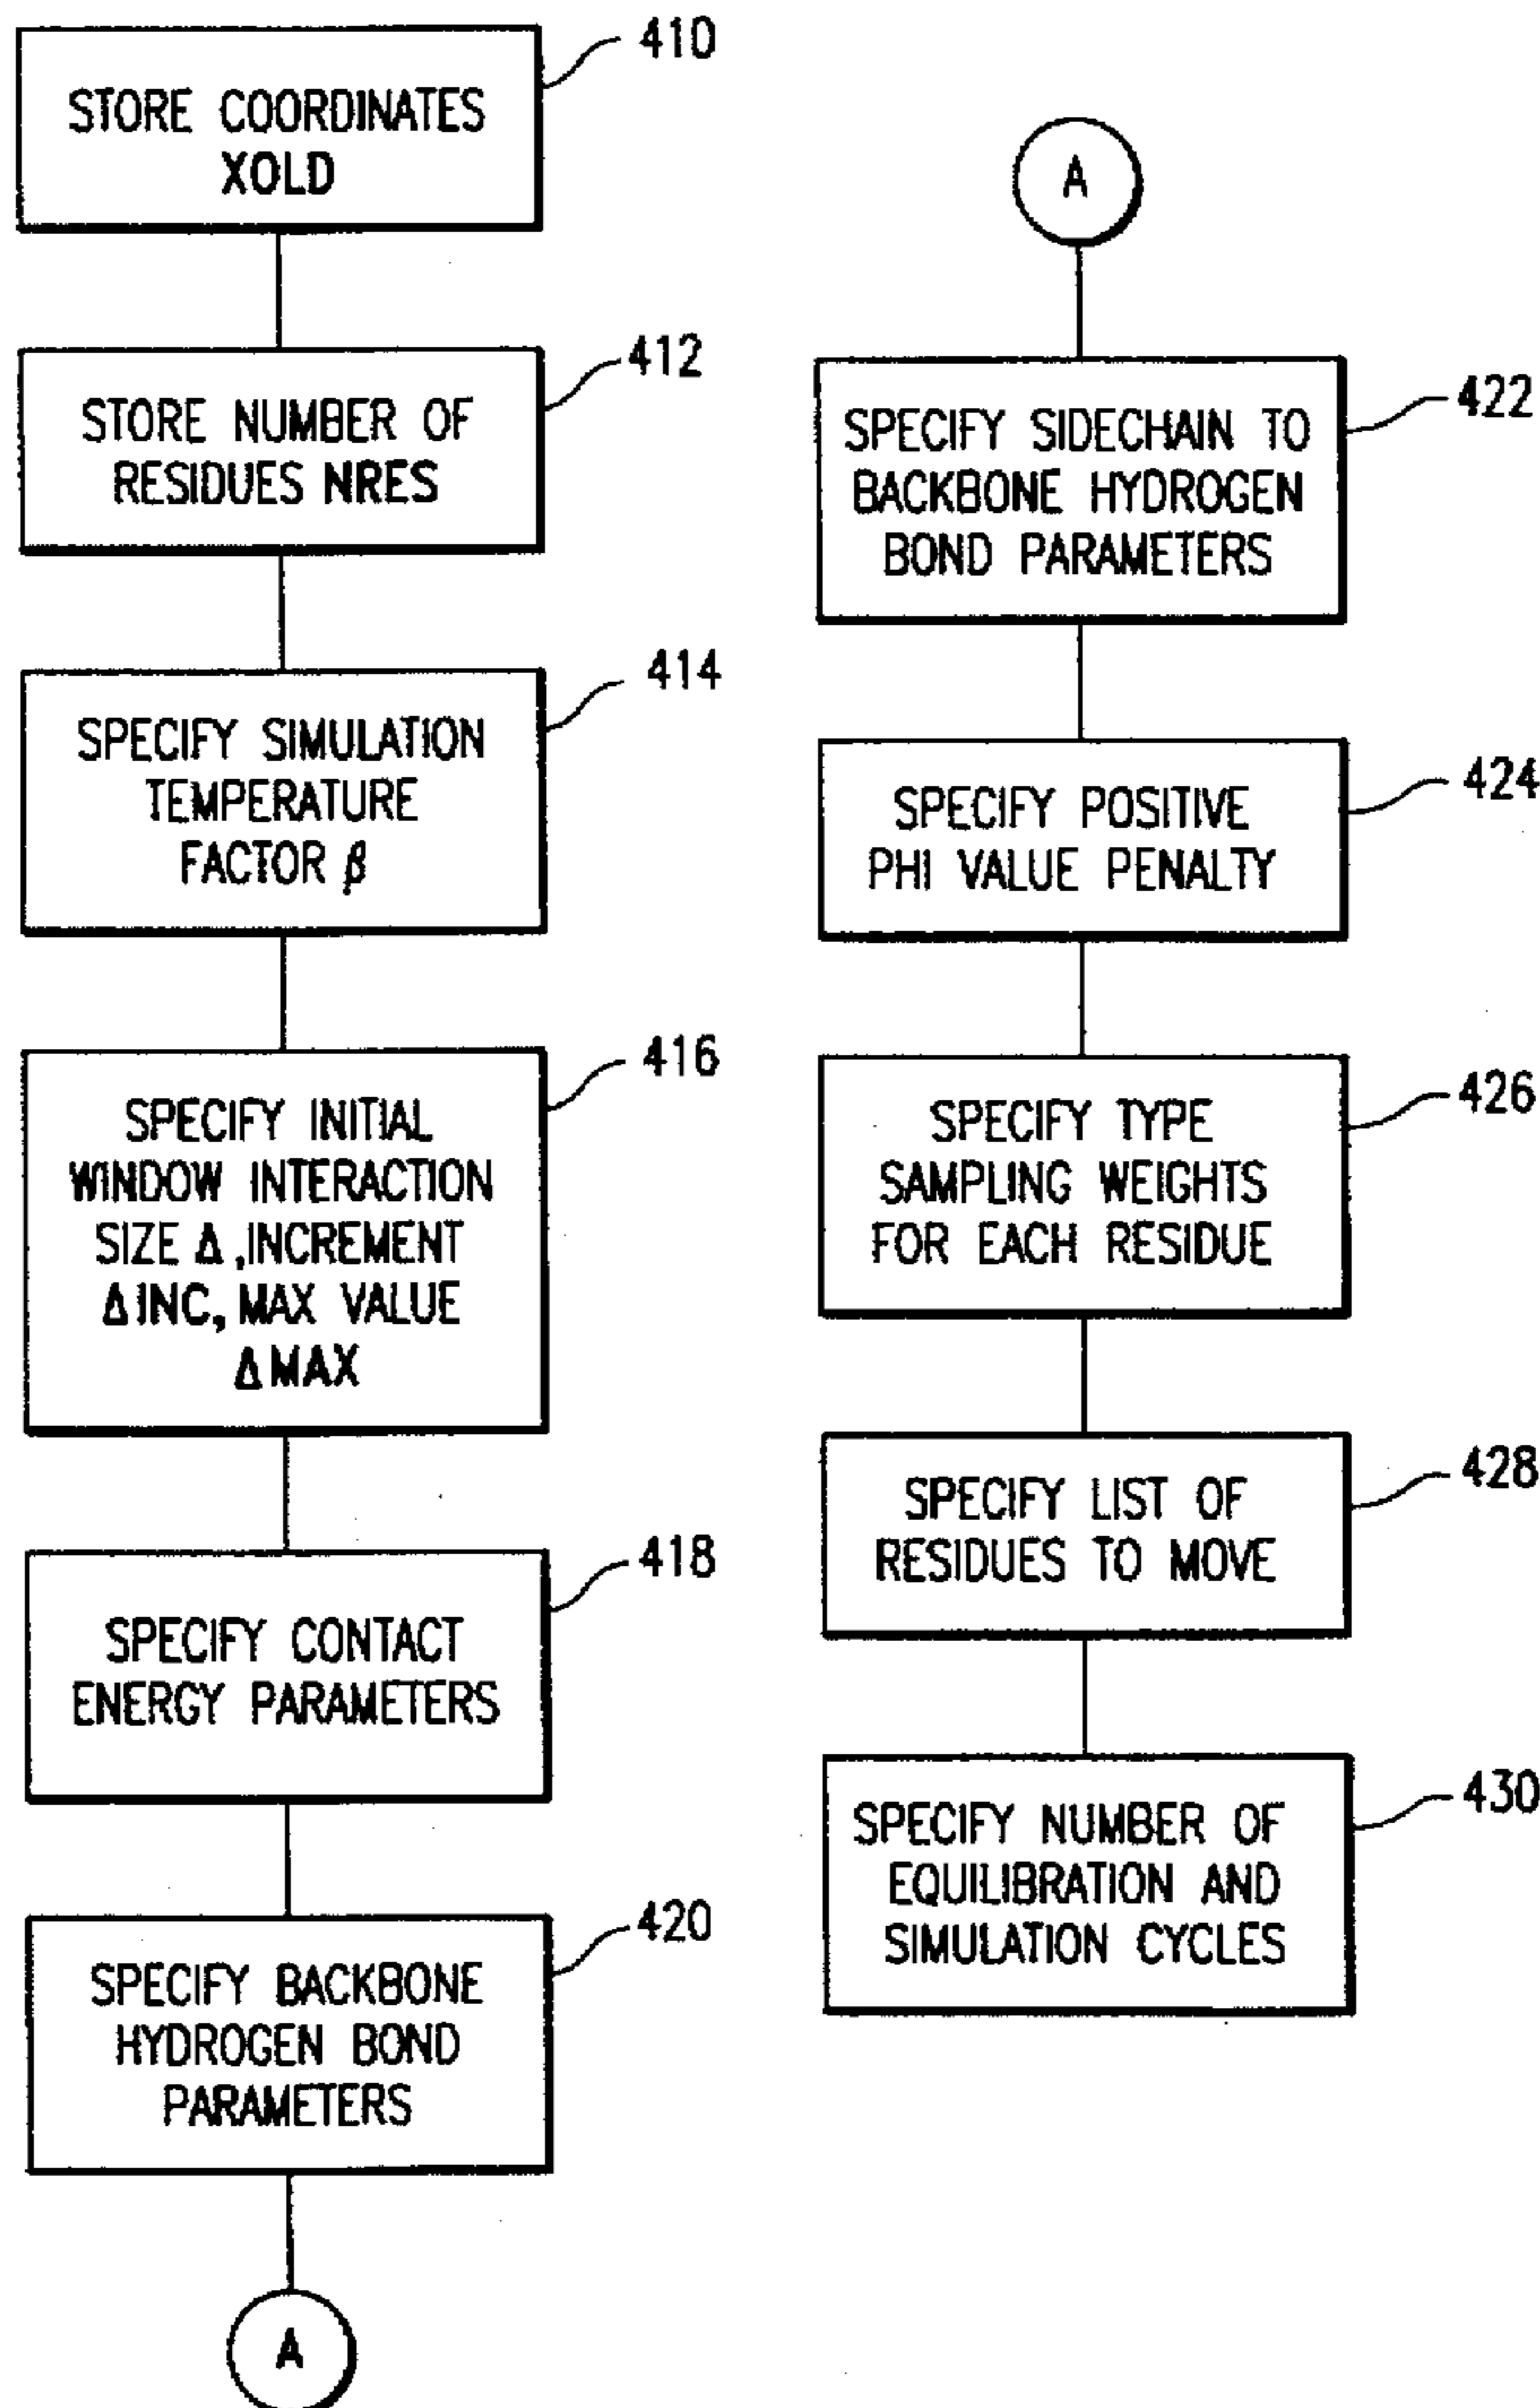 410
STORE COORDINATES
XOLD
412
STORE NUMBER OF
RESIDUES NRES
414
SPECIFY SIMULATION
TEMPERATURE
FACTOR β
416
SPECIFY INITIAL
WINDOW INTERACTION
SIZE Δ ,INCREMENT
Δ INC, MAX VALUE
Δ MAX
418
SPECIFY CONTACT
ENERGY PARAMETERS
420
SPECIFY BACKBONE
HYDROGEN BOND
PARAMETERS
A
A
422
SPECIFY SIDECHAIN TO
BACKBONE HYDROGEN
BOND PARAMETERS
424
SPECIFY POSITIVE
PHI VALUE PENALTY
426
SPECIFY TYPE
SAMPLING WEIGHTS
FOR EACH RESIDUE
428
SPECIFY LIST OF
RESIDUES TO MOVE
430
SPECIFY NUMBER OF
EQUILIBRATION AND
SIMULATION CYCLES